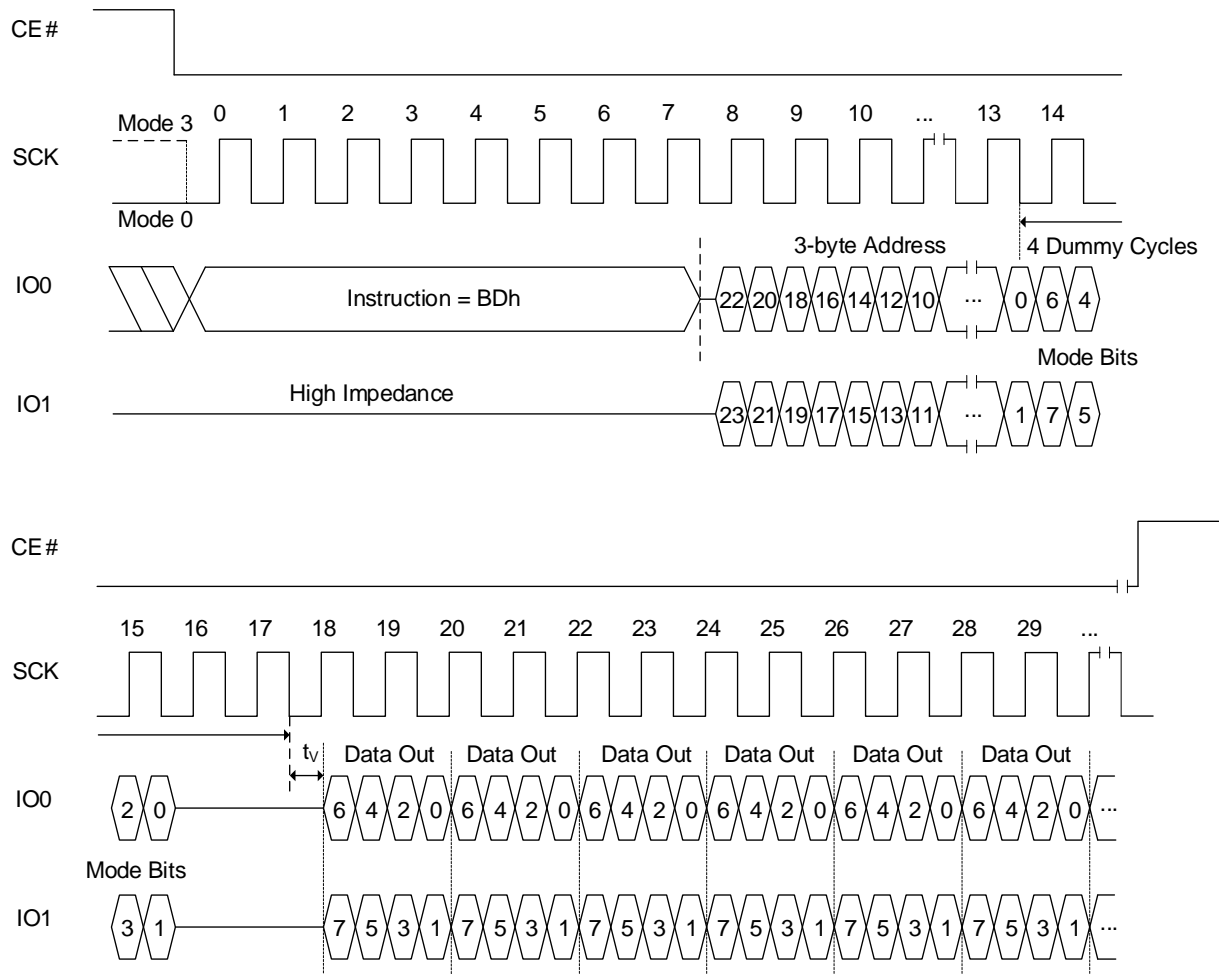 CE#
0 1 2 3 4 5 6 7 8 9 10 ... 13 14
Mode 3
SCK
Mode 0
3-byte Address 4 Dummy Cycles
IO0 Instruction = BDh 22 20 18 16 14 12 10 ... 0 6 4
Mode Bits
IO1 High Impedance 23 21 19 17 15 13 11 ... 1 7 5
CE#
15 16 17 18 19 20 21 22 23 24 25 26 27 28 29 ...
SCK
tV Data Out Data Out Data Out Data Out Data Out Data Out
IO0 2 0 6 4 2 0 6 4 2 0 6 4 2 0 6 4 2 0 6 4 2 0 6 4 2 0 ...
Mode Bits
IO1 3 1 7 5 3 1 7 5 3 1 7 5 3 1 7 5 3 1 7 5 3 1 7 5 3 1 ...